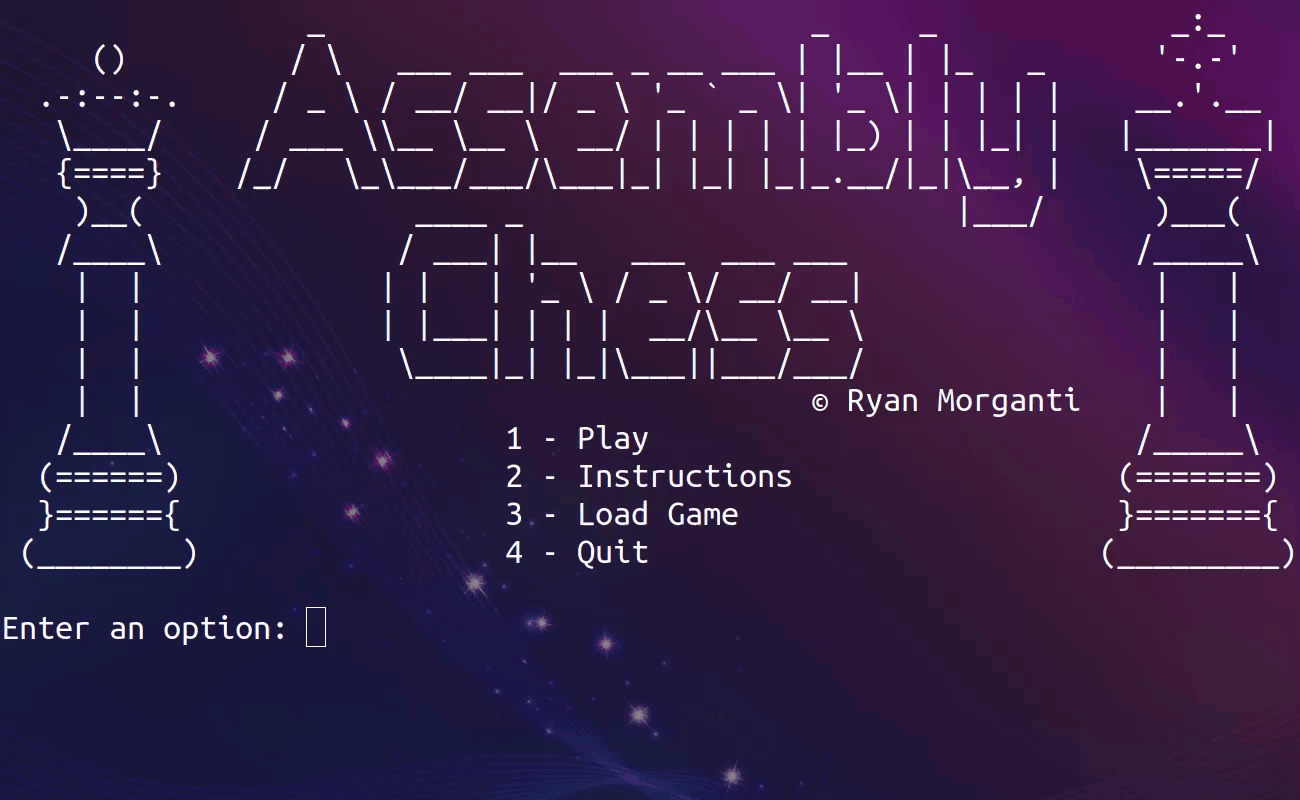 Assembly
Chess
© Ryan Morganti
1 - Play
2 - Instructions
3 - Load Game
4 - Quit
Enter an option: